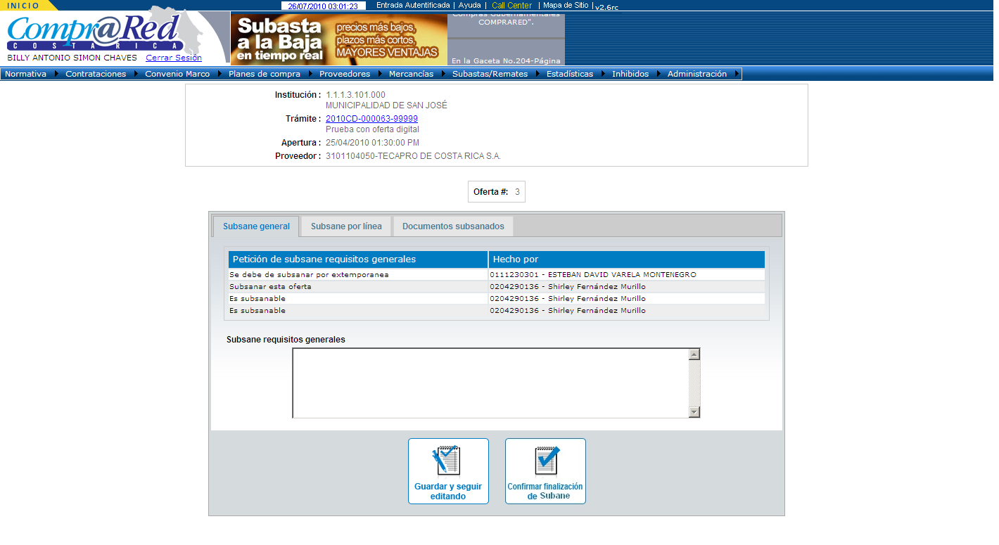 INICIO
26/07/2010 03:01:23
Entrada Autentificada | Ayuda | Call Center | Mapa de Sitio | v2.6rc
Compr@Red
COSTA RICA
BILLY ANTONIO SIMON CHAVES Cerrar Sesión
Subasta
a la Baja
en tiempo real
precios más bajos,
plazos más cortos,
MAYORES VENTAJAS
Compras Gubernamentales
COMPRARED".
En la Gaceta No.204-Página
Normativa Contrataciones Convenio Marco Planes de compra Proveedores Mercancías Subastas/Remates Estadísticas Inhibidos Administración
Institución : 1.1.1.3.101.000
MUNICIPALIDAD DE SAN JOSÉ
Trámite : 2010CD-000063-99999
Prueba con oferta digital
Apertura : 25/04/2010 01:30:00 PM
Proveedor : 3101104050-TECAPRO DE COSTA RICA S.A.
Oferta #: 3
Subsane general Subsane por línea Documentos subsanados
Petición de subsane requisitos generales Hecho por
Se debe de subsanar por extemporanea 0111230301 - ESTEBAN DAVID VARELA MONTENEGRO
Subsanar esta oferta 0204290136 - Shirley Fernández Murillo
Es subsanable 0204290136 - Shirley Fernández Murillo
Es subsanable 0204290136 - Shirley Fernández Murillo
Subsane requisitos generales
Guardar y seguir
editando
Confirmar finalización
de Subane